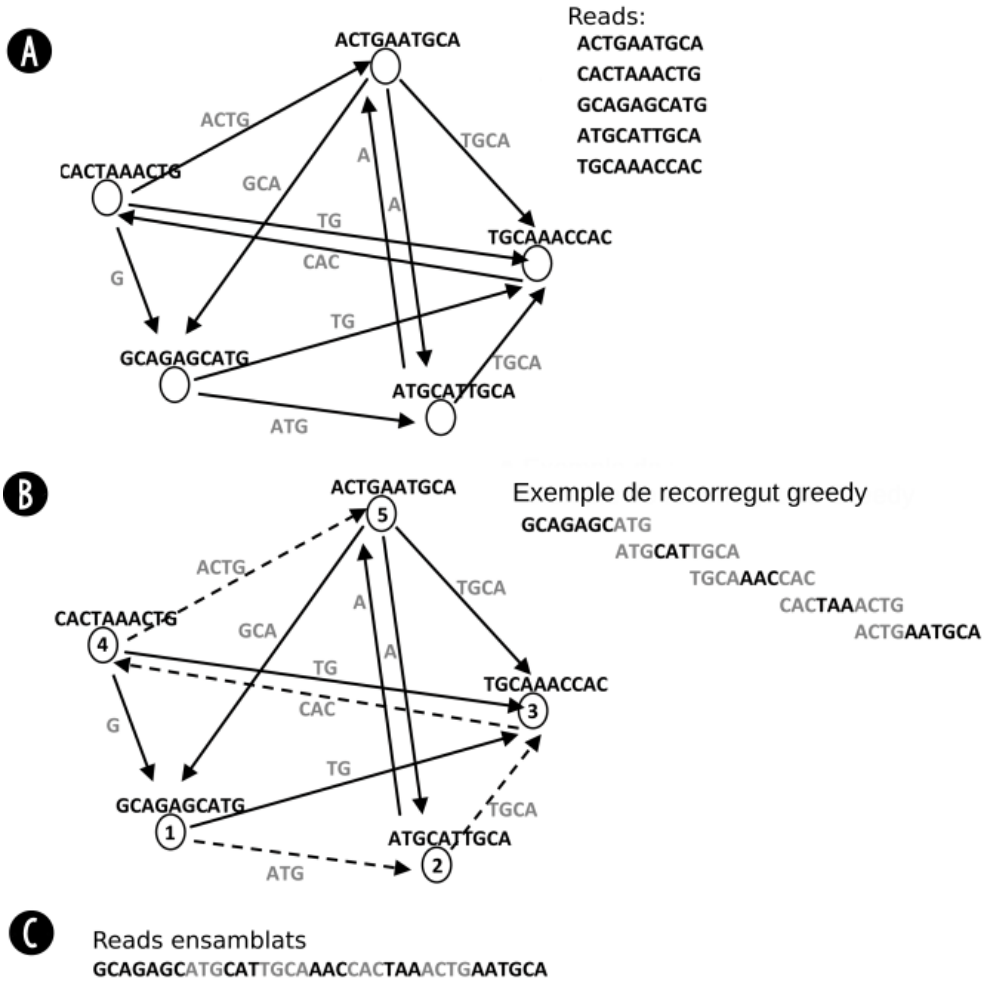 A
Reads:
ACTGAATGCA
CACTAAACTG
GCAGAGCATG
ATGCATTGCA
TGCAAACCAC
ACTGAATGCA
ACTG
TGCA
A
CACTAAACTG
GCA
A
TG
TGCAAACCAC
CAC
G
TG
GCAGAGCATG
TGCA
ATGCATTGCA
ATG
B
ACTGAATGCA
5
Exemple de recorregut greedy
GCAGAGCATG
ATGCATTGCA
TGCAAACCAC
CACTAAACTG
ACTGAATGCA
ACTG
TGCA
A
CACTAAACTG
4
GCA
A
TG
TGCAAACCAC
3
CAC
G
TG
GCAGAGCATG
1
TGCA
ATGCATTGCA
2
ATG
C
Reads ensamblats
GCAGAGCATGCATTGCAAACCACTAAACTGAATGCA